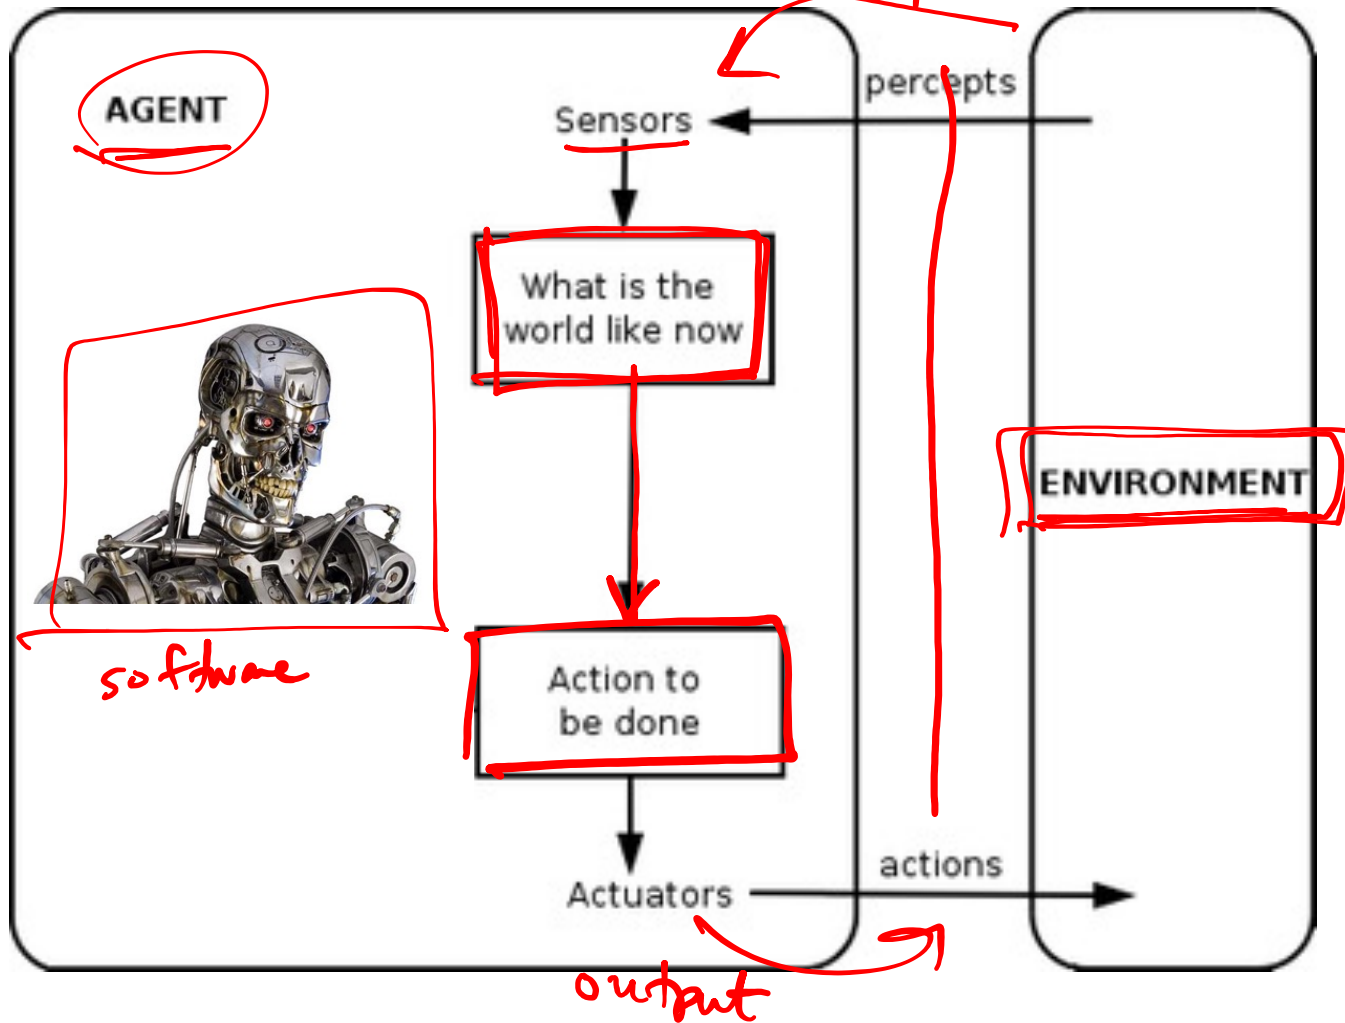 AGENT
percepts
Sensors
What is the
world like now
ENVIRONMENT
software
Action to
be done
actions
Actuators
output